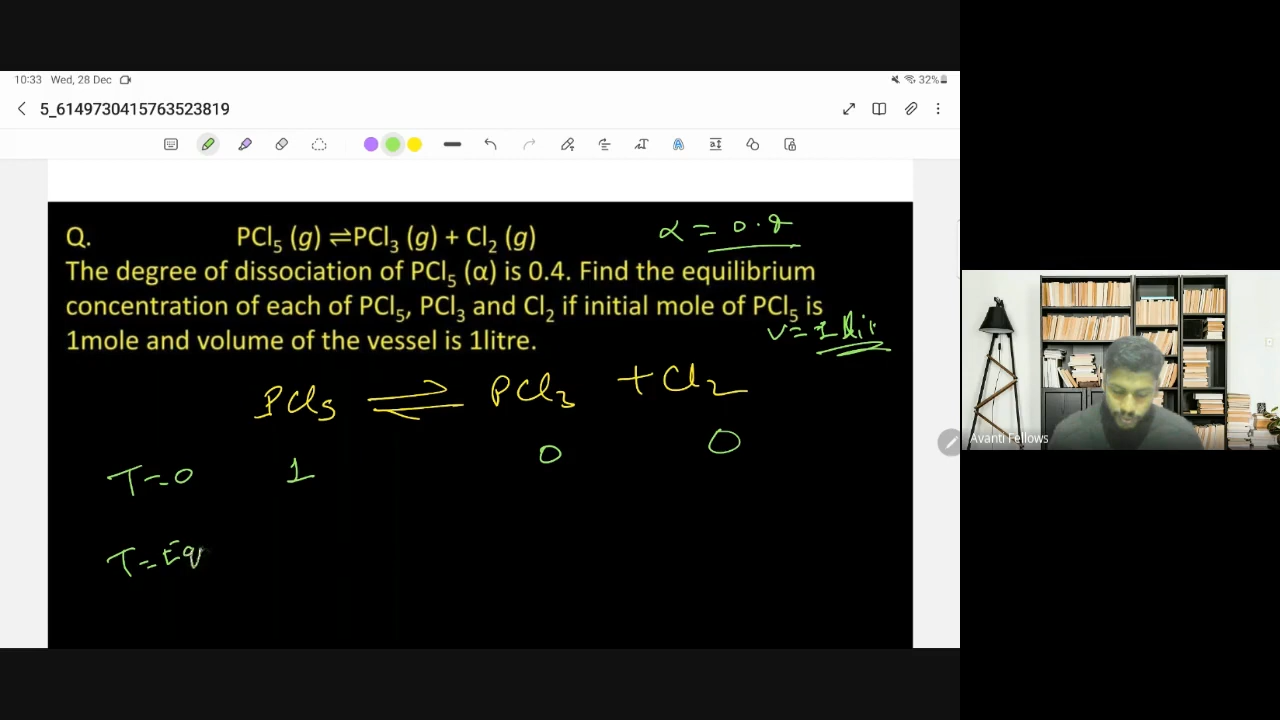 10:33 Wed, 28 Dec
32%
5_6149730415763523819
Q. PCl₅ (g) ⇌PCl₃ (g) + Cl₂ (g)
α = 0.4
The degree of dissociation of PCl₅ (α) is 0.4. Find the equilibrium
concentration of each of PCl₅, PCl₃ and Cl₂ if initial mole of PCl₅ is
1mole and volume of the vessel is 1litre.
V = 1 lit
PCl₅ ⇌ PCl₃ + Cl₂
T=0 1 0 0
T=Eq
Avanti Fellows